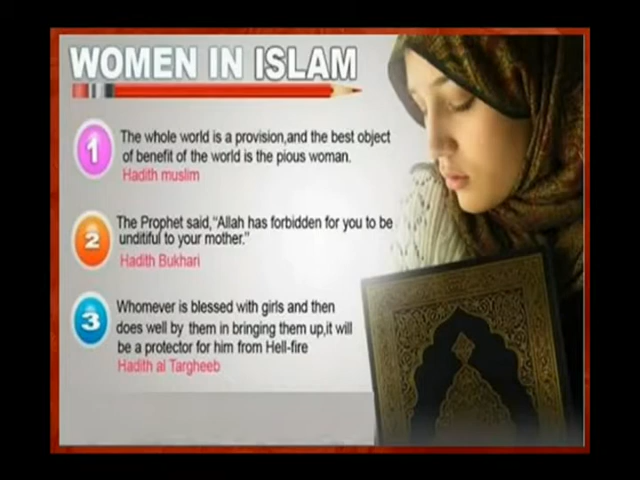 WOMEN IN ISLAM
1
The whole world is a provision,and the best object
of benefit of the world is the pious woman.
Hadith muslim
2
The Prophet said,"Allah has forbidden for you to be
unditiful to your mother."
Hadith Bukhari
3
Whomever is blessed with girls and then
does well by them in bringing them up,it will
be a protector for him from Hell-fire
Hadith al Targheeb